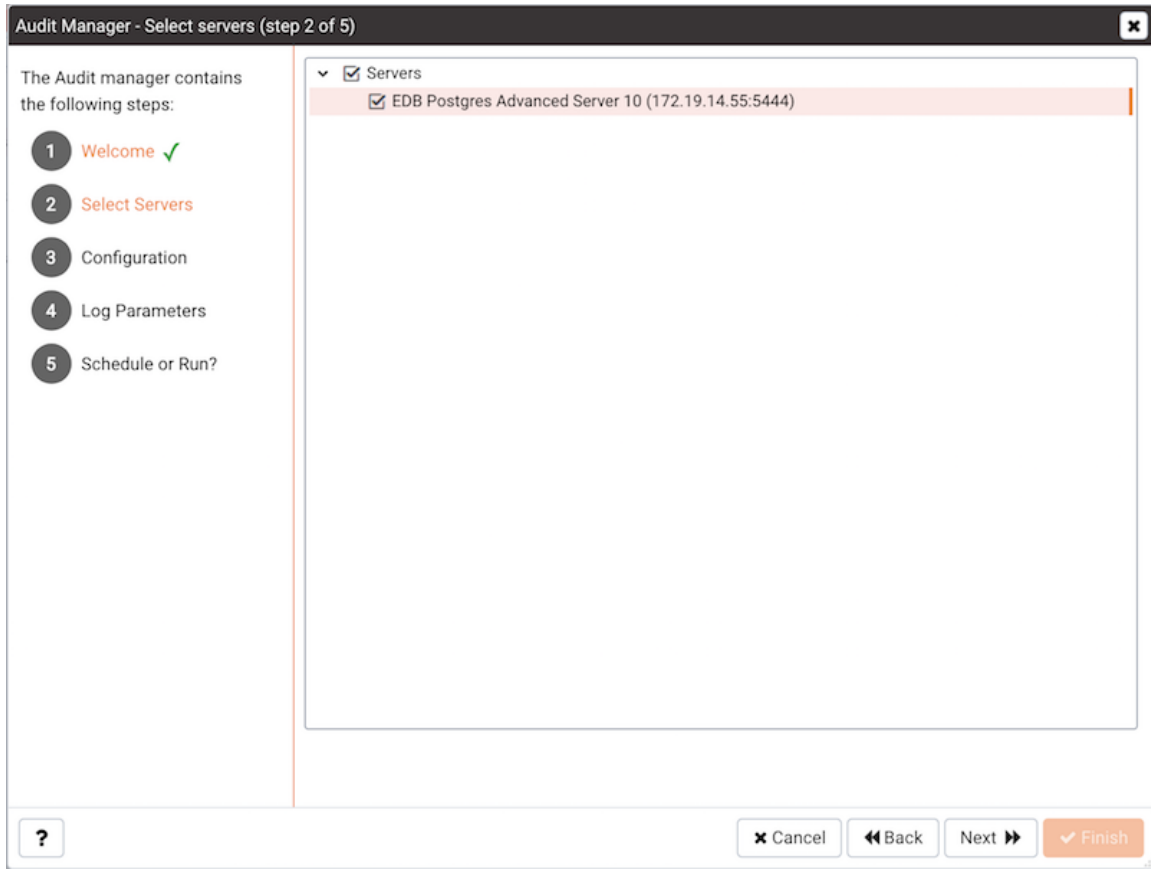 Audit Manager - Select servers (step 2 of 5)
The Audit manager contains
the following steps:
1 Welcome
2 Select Servers
3 Configuration
4 Log Parameters
5 Schedule or Run?
Servers
EDB Postgres Advanced Server 10 (172.19.14.55:5444)
? Cancel Back Next Finish